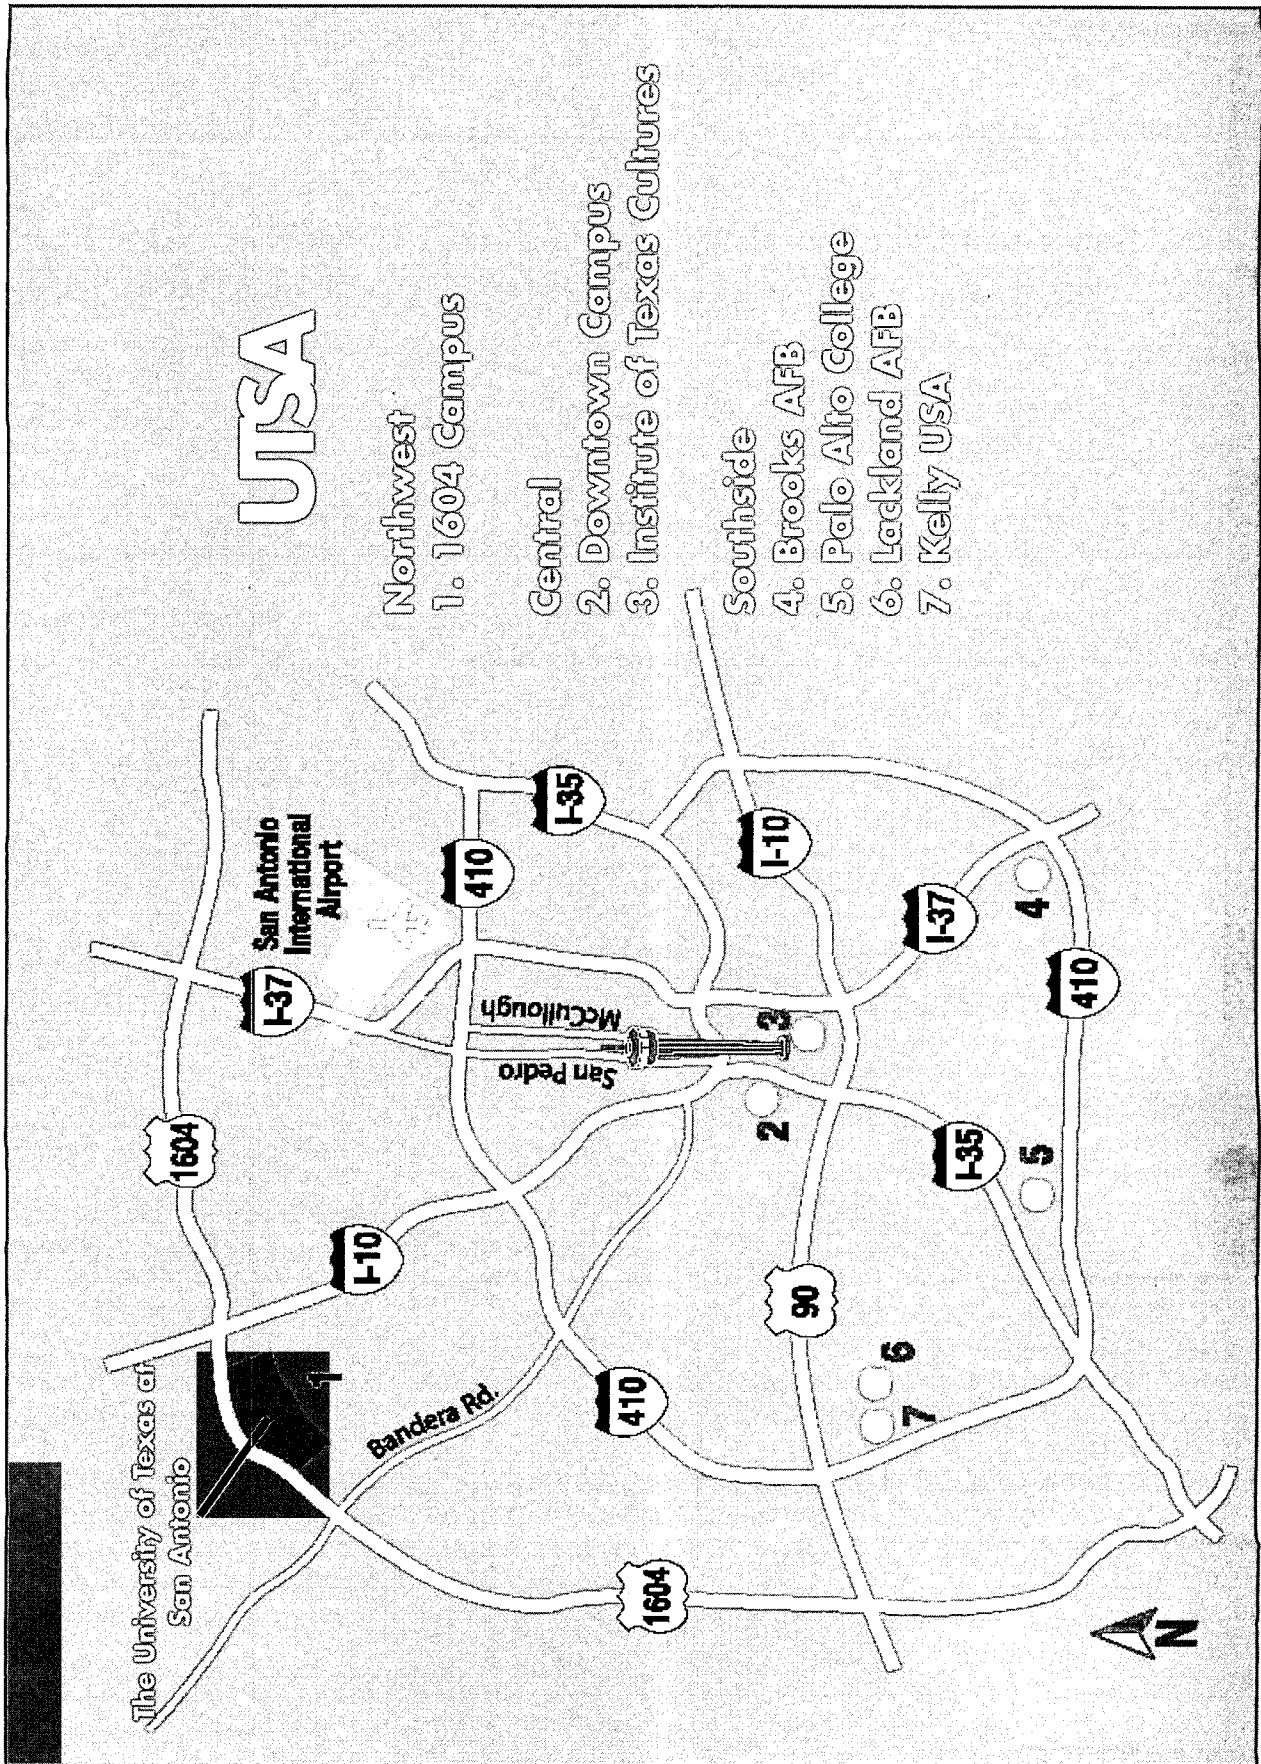 The University of Texas at
San Antonio
UTSA
Northwest
1. 1604 Campus
Central
2. Downtown Campus
3. Institute of Texas Cultures
Southside
4. Brooks AFB
5. Palo Alto College
6. Lackland AFB
7. Kelly USA
San Antonio
International
Airport
1604
I-37
I-10
410
I-35
1
Bandera Rd.
San Pedro
McCullough
410
I-10
2
3
90
1604
6
7
I-35
I-37
5
4
410
N